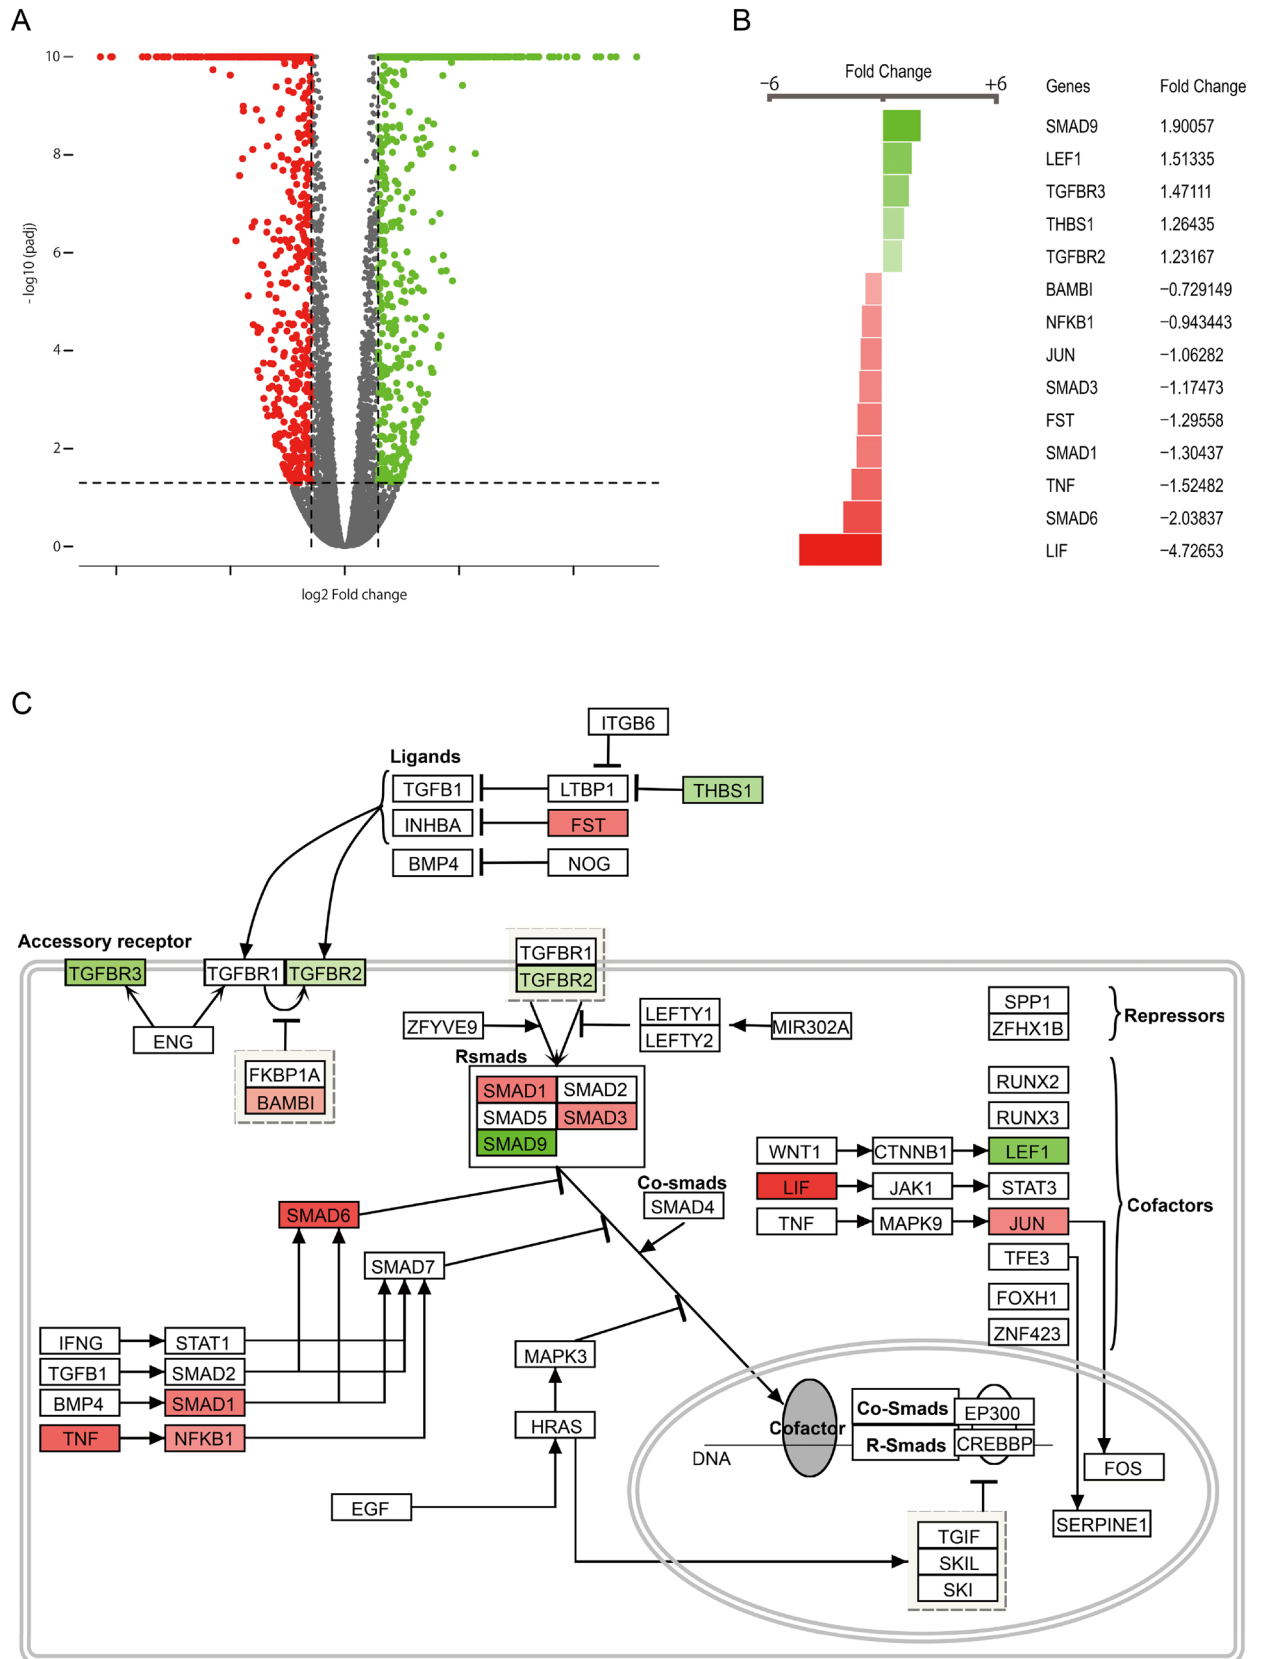 A
10
8
6
4
2
0
- log10 (padj)
log2 Fold change
B
Fold Change
−6
+6
Genes Fold Change
SMAD9 1.90057
LEF1 1.51335
TGFBR3 1.47111
THBS1 1.26435
TGFBR2 1.23167
BAMBI −0.729149
NFKB1 −0.943443
JUN −1.06282
SMAD3 −1.17473
FST −1.29558
SMAD1 −1.30437
TNF −1.52482
SMAD6 −2.03837
LIF −4.72653
C
ITGB6
Ligands
TGFB1 LTBP1 THBS1
INHBA FST
BMP4 NOG
Accessory receptor
TGFBR3 TGFBR1 TGFBR2
ENG
FKBP1A
BAMBI
TGFBR1
TGFBR2
ZFYVE9
LEFTY1
LEFTY2
MIR302A
Rsmads
SMAD1 SMAD2
SMAD5 SMAD3
SMAD9
SPP1
ZFHX1B
Repressors
RUNX2
RUNX3
WNT1 CTNNB1 LEF1
LIF JAK1 STAT3
TNF MAPK9 JUN
TFE3
FOXH1
ZNF423
Cofactors
Co-smads
SMAD4
SMAD6
SMAD7
IFNG STAT1
TGFB1 SMAD2
BMP4 SMAD1
TNF NFKB1
MAPK3
HRAS
EGF
Cofactor
Co-Smads
R-Smads
EP300
CREBBP
DNA
FOS
SERPINE1
TGIF
SKIL
SKI